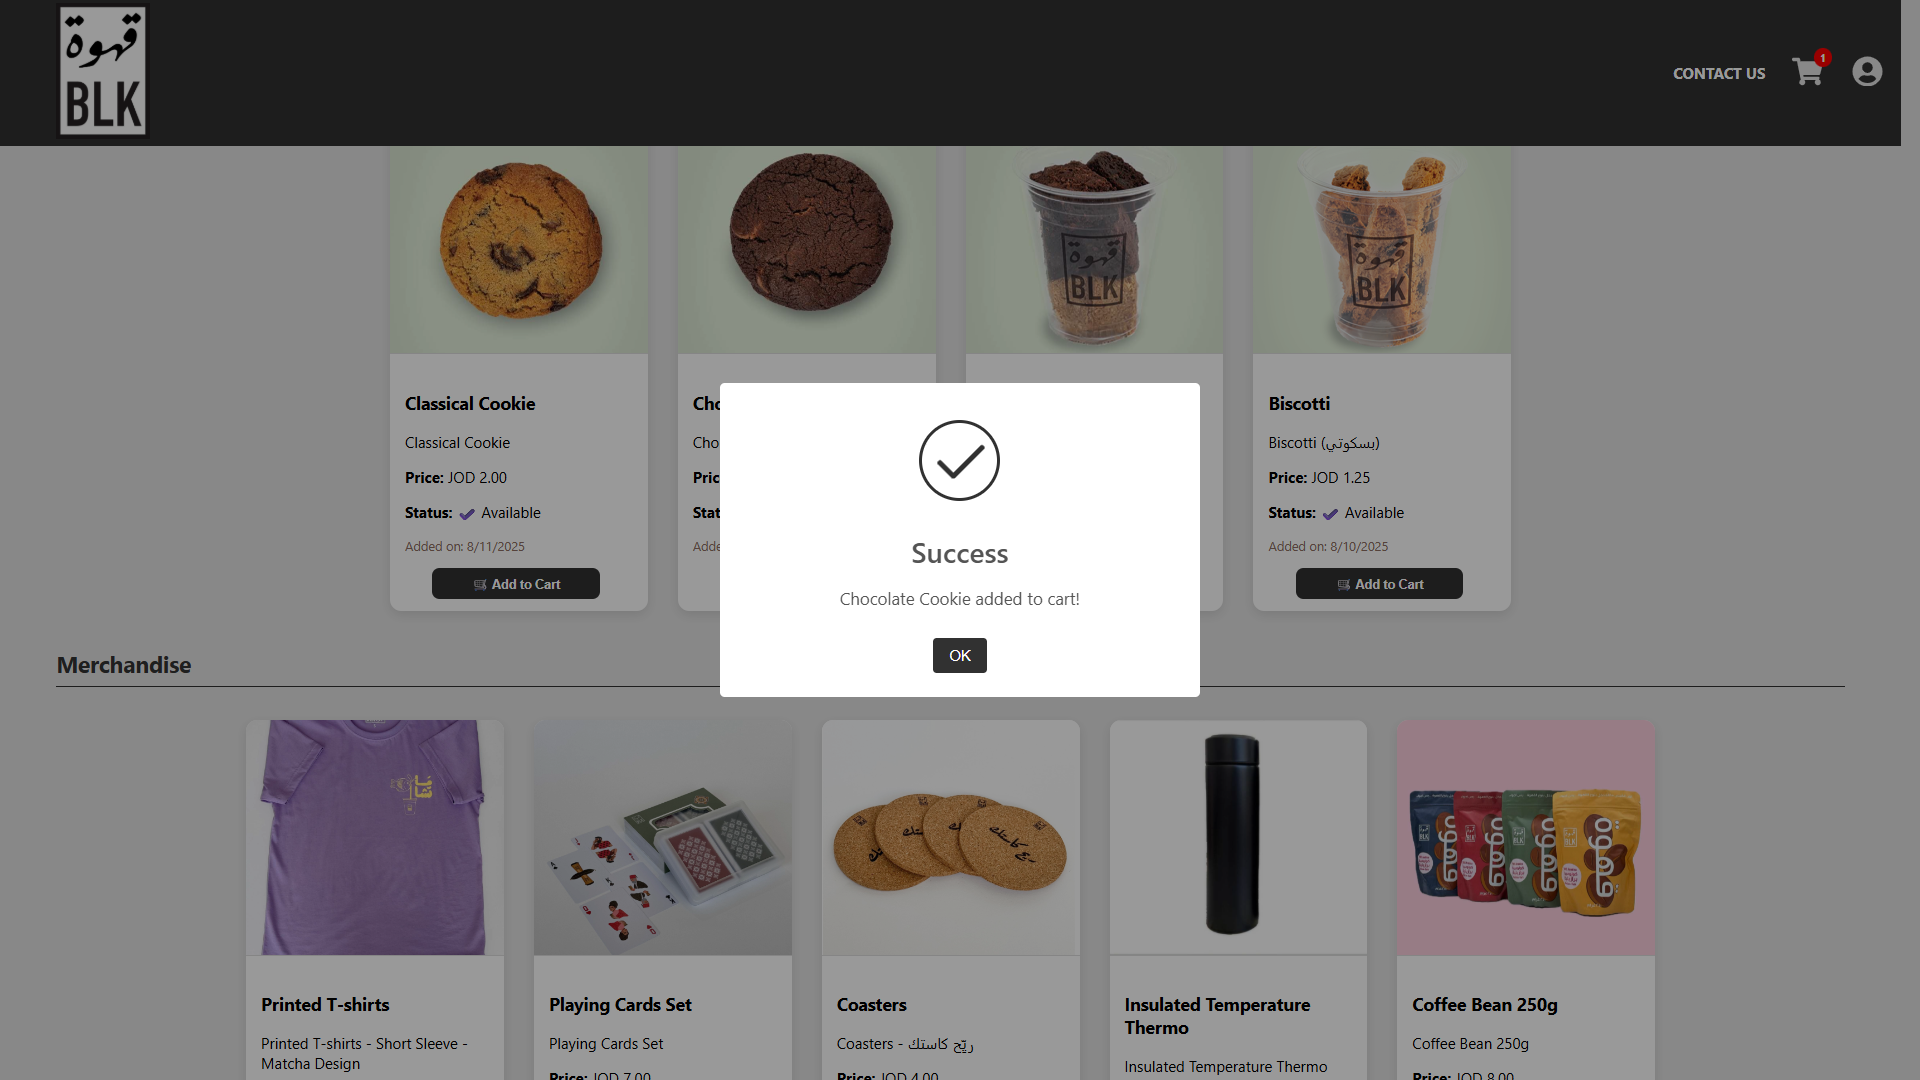 قهوة
BLK
CONTACT US
1
قهوة
BLK
قهوة
BLK
Classical Cookie
Classical Cookie
Price: JOD 2.00
Status: Available
Added on: 8/11/2025
Add to Cart
Cho
Cho
Pric
Stat
Adde
Success
Chocolate Cookie added to cart!
OK
Biscotti
Biscotti (بسكوتي)
Price: JOD 1.25
Status: Available
Added on: 8/10/2025
Add to Cart
Merchandise
Printed T-shirts
Printed T-shirts - Short Sleeve -
Matcha Design
Playing Cards Set
Playing Cards Set
Price: JOD 7.00
Coasters
Coasters - ريّح كاستك
Price: JOD 4.00
Insulated Temperature
Thermo
Insulated Temperature Thermo
قهوة
Coffee Bean 250g
Coffee Bean 250g
Price: JOD 8.00